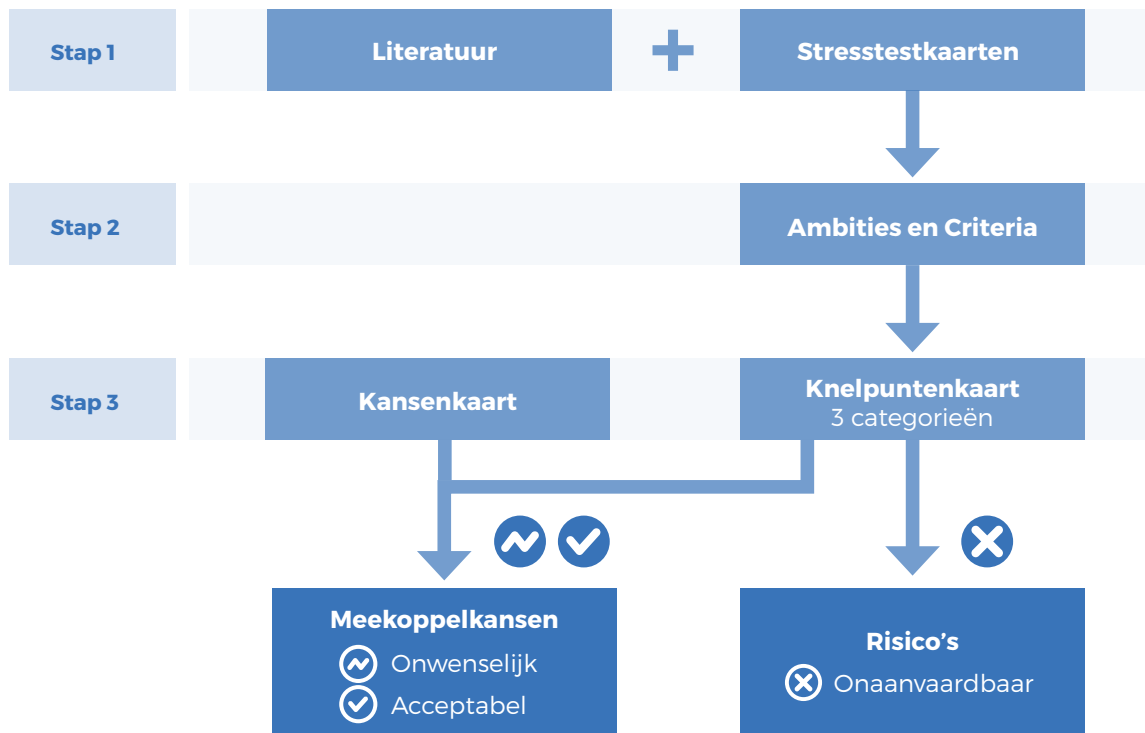 Stap 1
Literatuur
+
Stresstestkaarten
Stap 2
Ambities en Criteria
Stap 3
Kansenkaart
Knelpuntenkaart
3 categorieën
Meekoppelkansen
Onwenselijk
Acceptabel
Risico's
Onaanvaardbaar